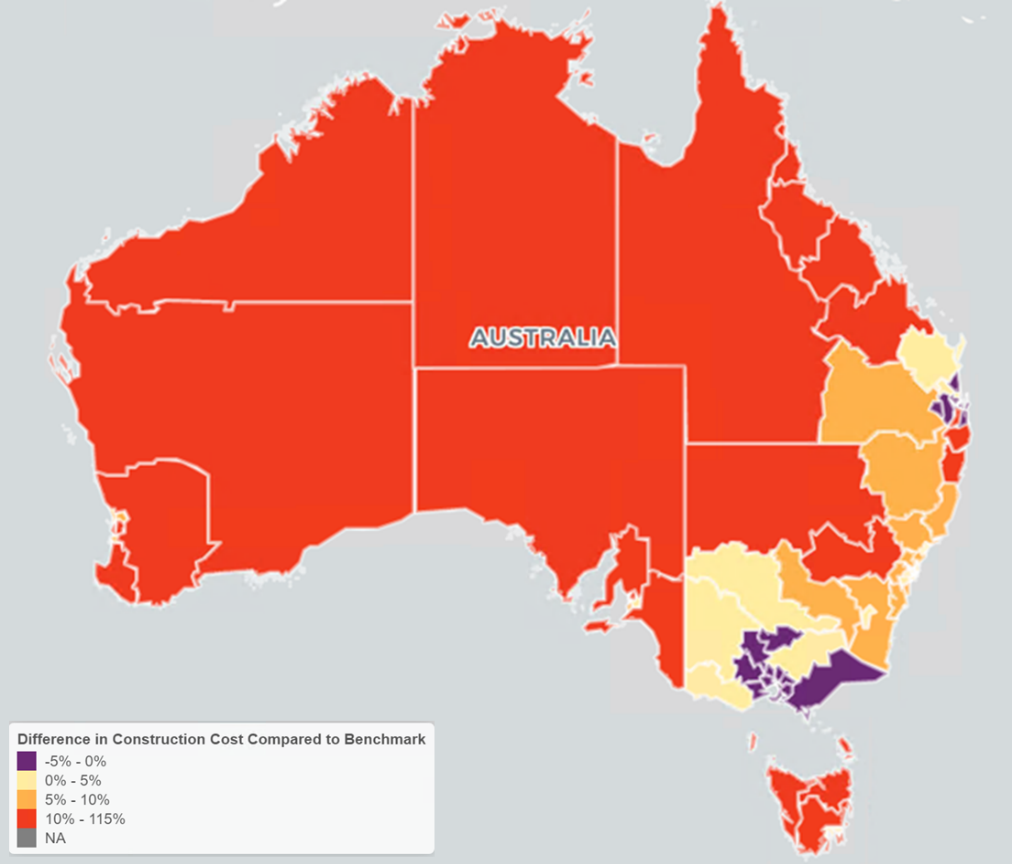 AUSTRALIA
Difference in Construction Cost Compared to Benchmark
-5% - 0%
0% - 5%
5% - 10%
10% - 115%
NA